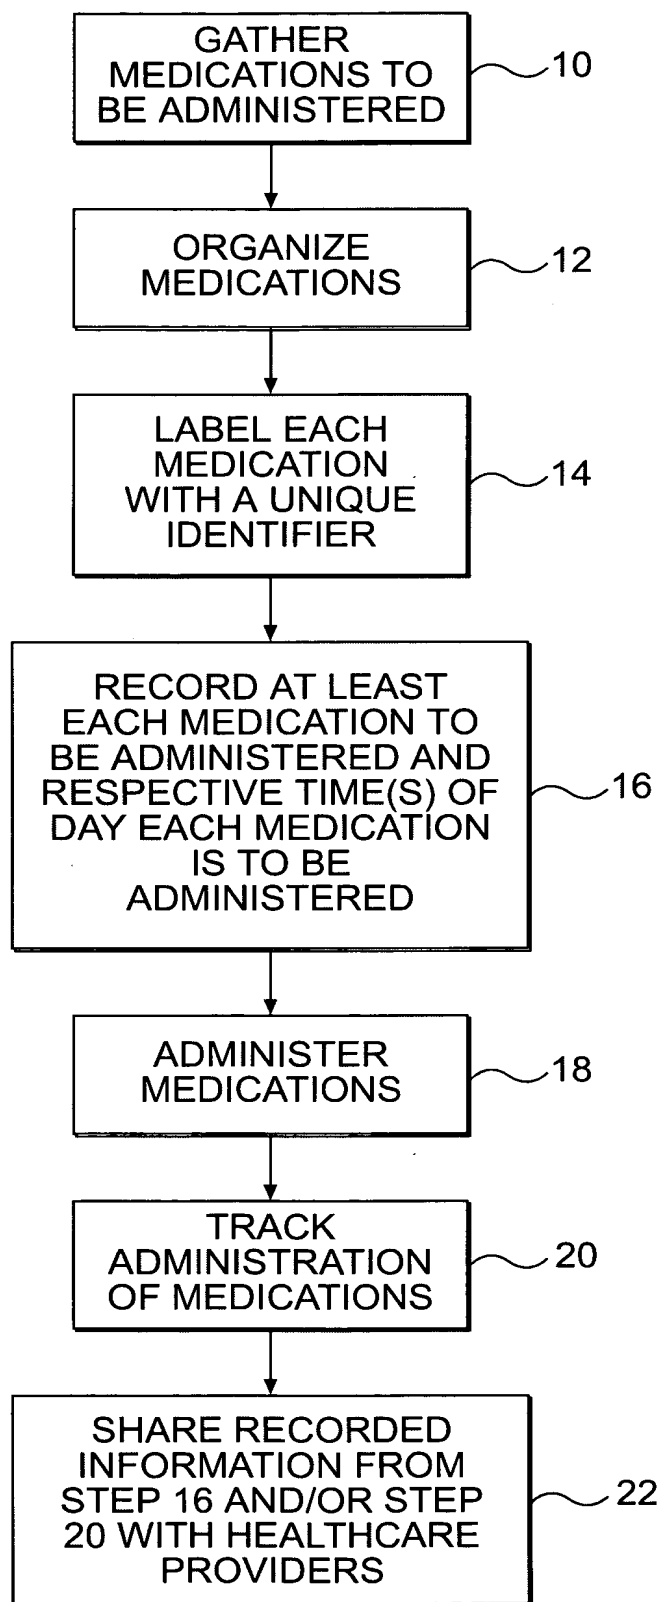 GATHER
MEDICATIONS TO
BE ADMINISTERED
10
ORGANIZE
MEDICATIONS
12
LABEL EACH
MEDICATION
WITH A UNIQUE
IDENTIFIER
14
RECORD AT LEAST
EACH MEDICATION TO
BE ADMINISTERED AND
RESPECTIVE TIME(S) OF
DAY EACH MEDICATION
IS TO BE
ADMINISTERED
16
ADMINISTER
MEDICATIONS
18
TRACK
ADMINISTRATION
OF MEDICATIONS
20
SHARE RECORDED
INFORMATION FROM
STEP 16 AND/OR STEP
20 WITH HEALTHCARE
PROVIDERS
22